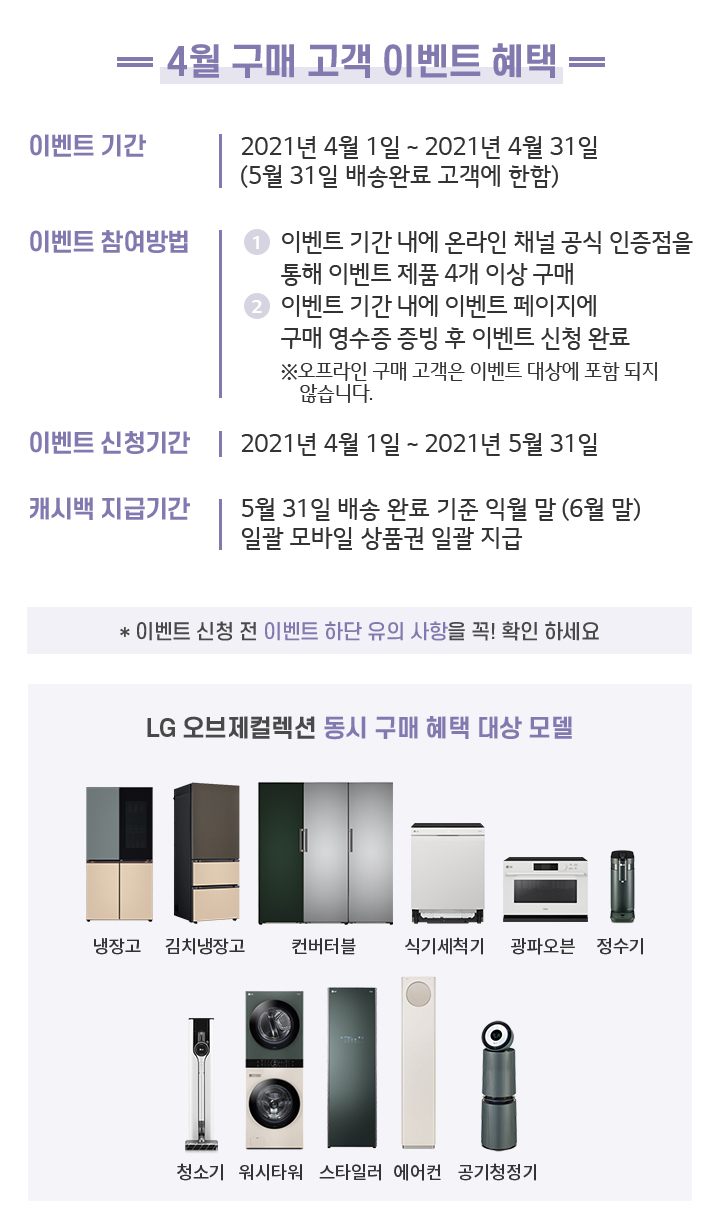 4월 구매 고객 이벤트 혜택
이벤트 기간
2021년 4월 1일 ~ 2021년 4월 31일
(5월 31일 배송완료 고객에 한함)
이벤트 참여방법
1 이벤트 기간 내에 온라인 채널 공식 인증점을
통해 이벤트 제품 4개 이상 구매
2 이벤트 기간 내에 이벤트 페이지에
구매 영수증 증빙 후 이벤트 신청 완료
※오프라인 구매 고객은 이벤트 대상에 포함 되지
않습니다.
이벤트 신청기간
2021년 4월 1일 ~ 2021년 5월 31일
캐시백 지급기간
5월 31일 배송 완료 기준 익월 말 (6월 말)
일괄 모바일 상품권 일괄 지급
* 이벤트 신청 전 이벤트 하단 유의 사항을 꼭! 확인 하세요
LG 오브제컬렉션 동시 구매 혜택 대상 모델
냉장고 김치냉장고 컨버터블 식기세척기 광파오븐 정수기
청소기 워시타워 스타일러 에어컨 공기청정기